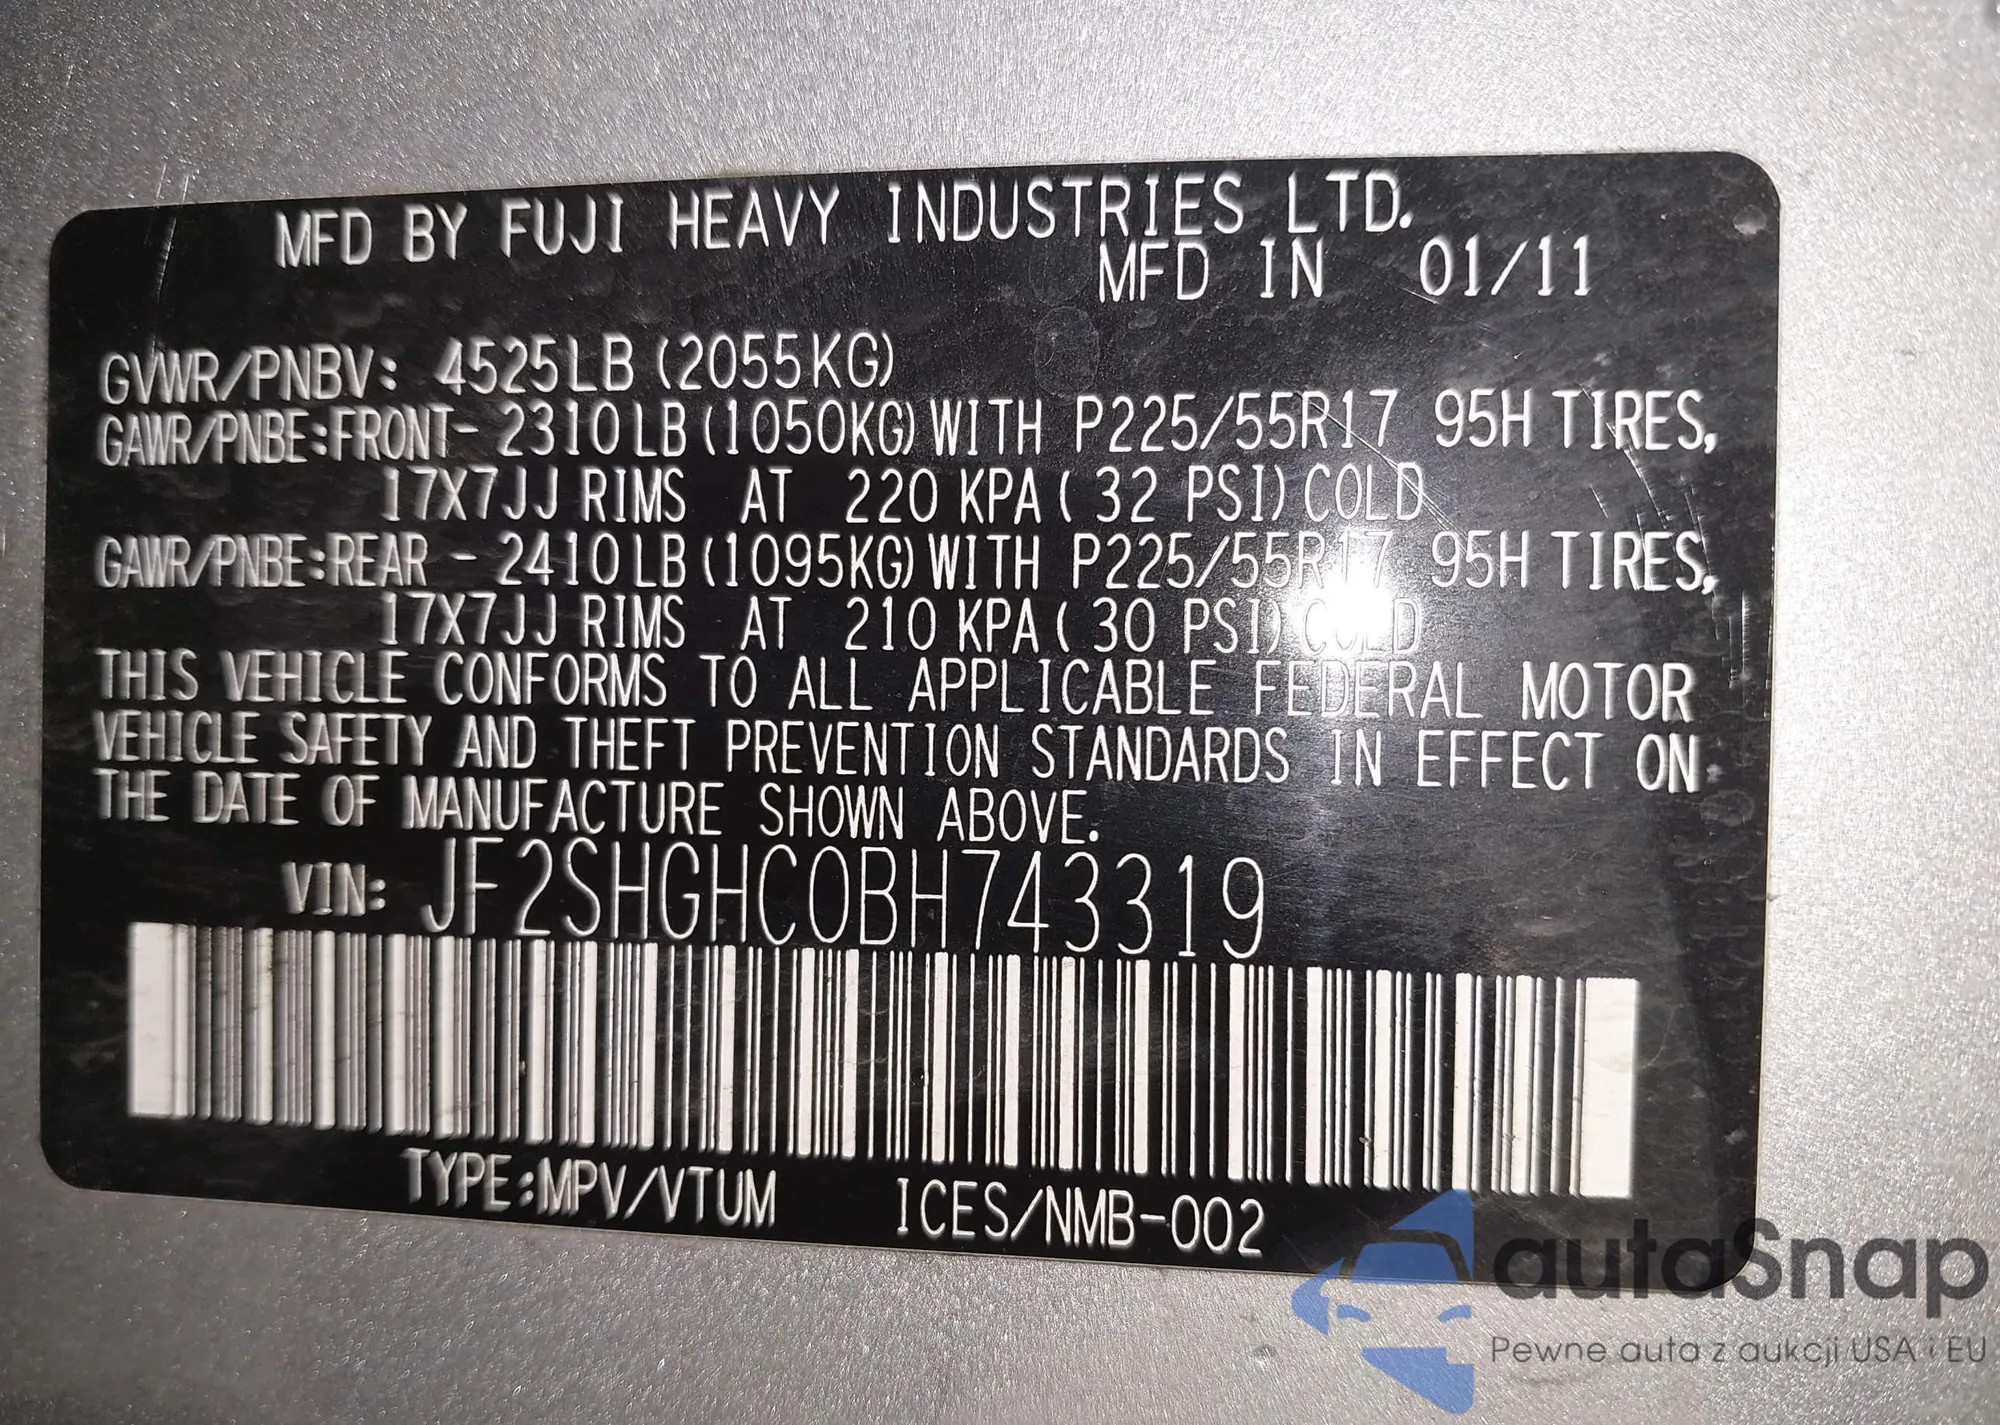 MFD BY FUJI HEAVY INDUSTRIES LTD.
MFD IN 01/11
GVWR/PNBV: 4525LB (2055KG)
GAWR/PNBE:FRONT- 2310LB (1050KG) WITH P225/55R17 95H TIRES,
17X7JJ RIMS AT 220 KPA ( 32 PSI) COLD
GAWR/PNBE:REAR - 2410LB (1095KG) WITH P225/55R17 95H TIRES,
17X7JJ RIMS AT 210 KPA ( 30 PSI) COLD
THIS VEHICLE CONFORMS TO ALL APPLICABLE FEDERAL MOTOR
VEHICLE SAFETY AND THEFT PREVENTION STANDARDS IN EFFECT ON
THE DATE OF MANUFACTURE SHOWN ABOVE.
VIN: JF2SHGHC0BH743319
TYPE:MPV/VTUM ICES/NMB-002
autaSnap
Pewne auta z aukcji USA i EU